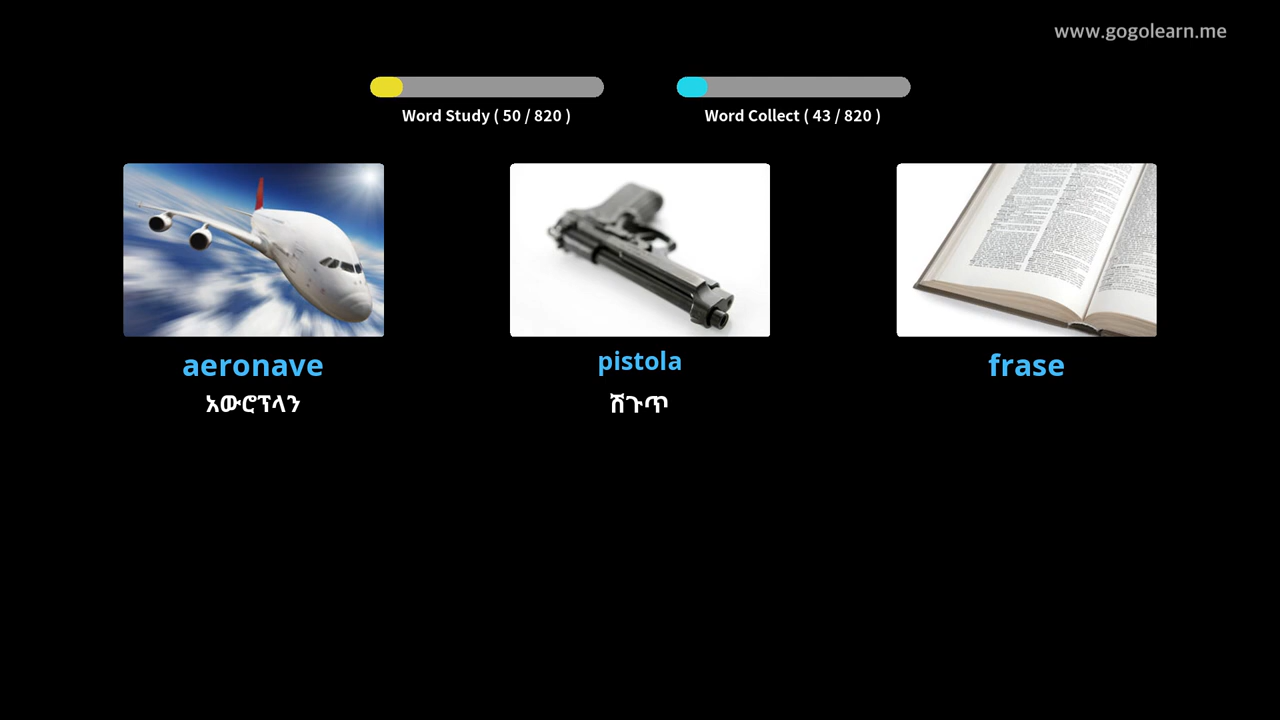 www.gogolearn.me
Word Study ( 50 / 820 )
Word Collect ( 43 / 820 )
aeronave
pistola
frase
አውሮፕላን
ሽጉጥ